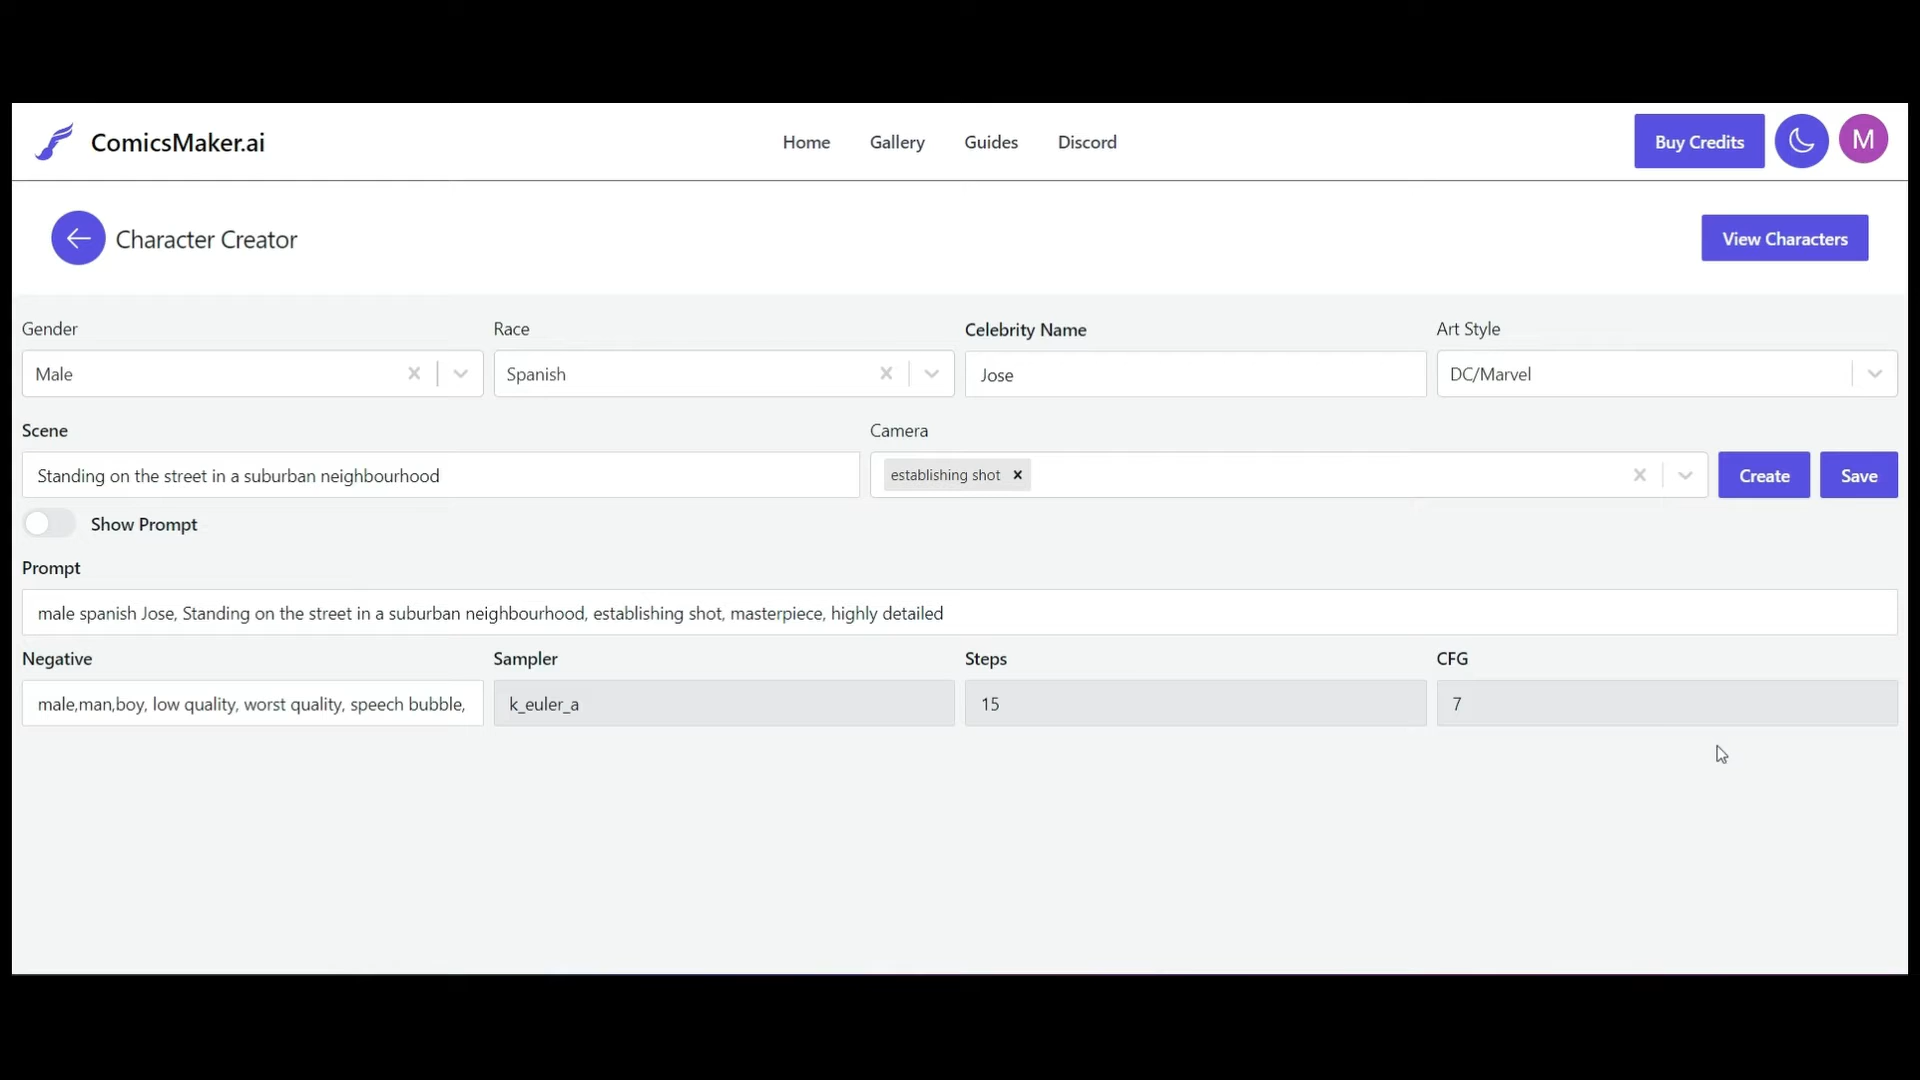 ComicsMaker.ai
Home Gallery Guides Discord
Buy Credits
M
Character Creator
View Characters
Gender Race Celebrity Name Art Style
Male Spanish Jose DC/Marvel
Scene Camera
Standing on the street in a suburban neighbourhood establishing shot Create Save
Show Prompt
Prompt
male spanish Jose, Standing on the street in a suburban neighbourhood, establishing shot, masterpiece, highly detailed
Negative Sampler Steps CFG
male,man,boy, low quality, worst quality, speech bubble, k_euler_a 15 7